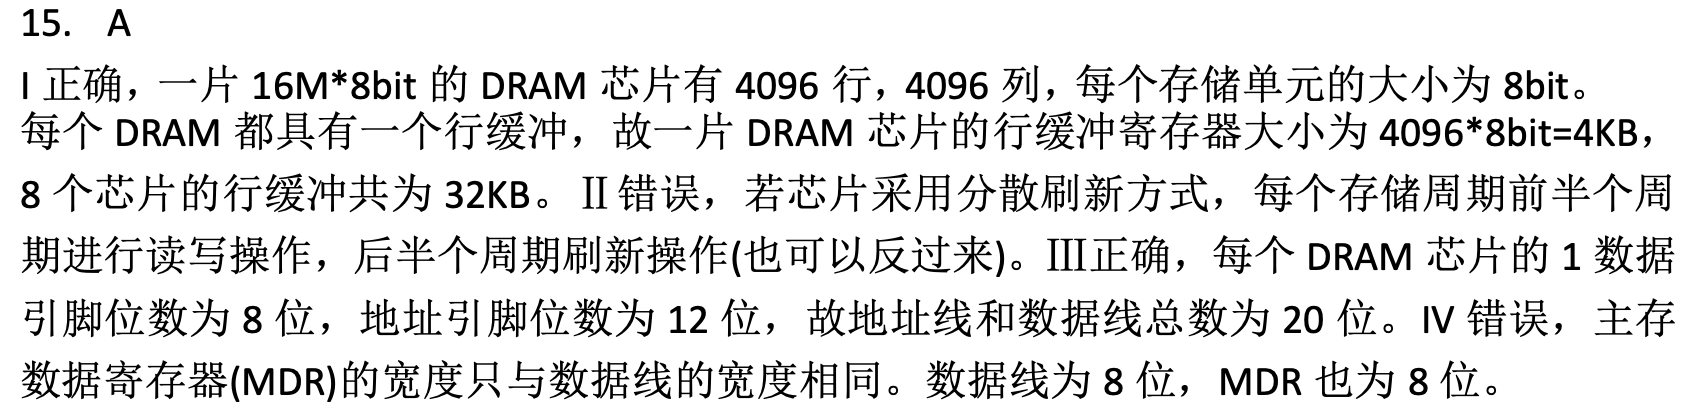 15. A
I 正确，一片 16M*8bit 的 DRAM 芯片有 4096 行，4096 列，每个存储单元的大小为 8bit。
每个 DRAM 都具有一个行缓冲，故一片 DRAM 芯片的行缓冲寄存器大小为 4096*8bit=4KB，
8 个芯片的行缓冲共为 32KB。II 错误，若芯片采用分散刷新方式，每个存储周期前半个周
期进行读写操作，后半个周期刷新操作(也可以反过来)。III正确，每个 DRAM 芯片的 1 数据
引脚位数为 8 位，地址引脚位数为 12 位，故地址线和数据线总数为 20 位。IV 错误，主存
数据寄存器(MDR)的宽度只与数据线的宽度相同。数据线为 8 位，MDR 也为 8 位。